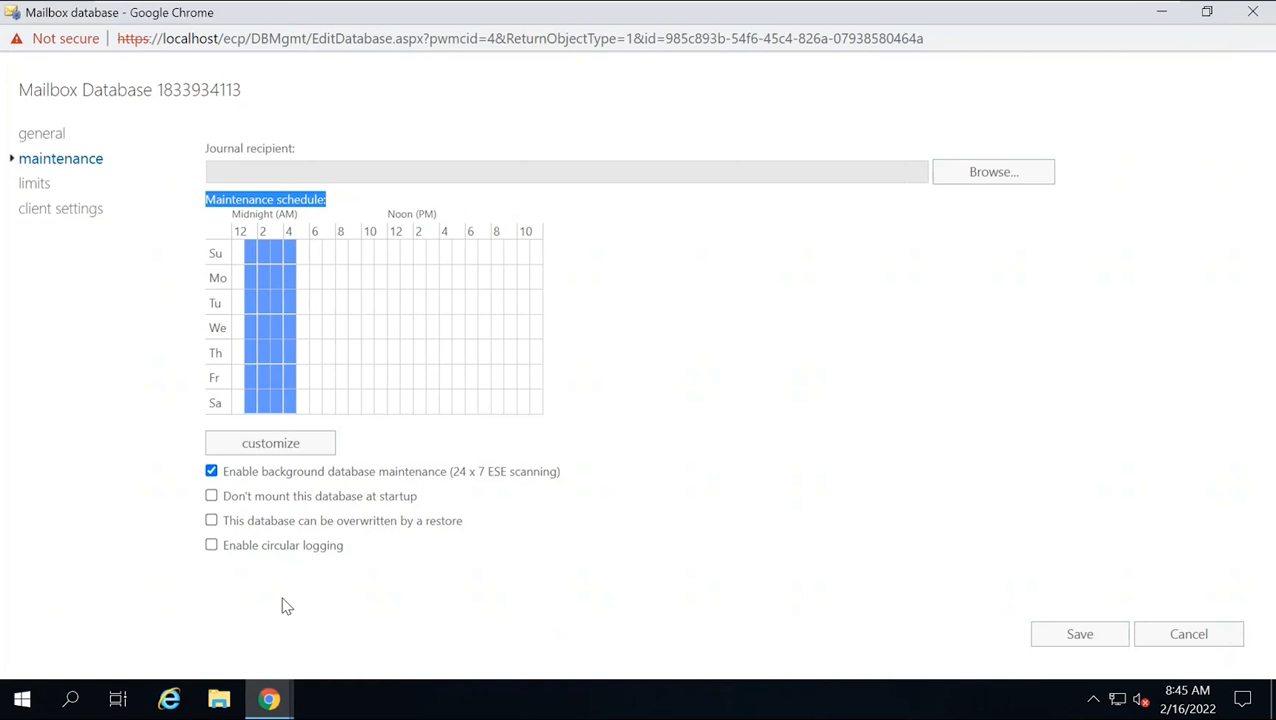 Mailbox database - Google Chrome
Not secure | https://localhost/ecp/DBMgmt/EditDatabase.aspx?pwmcid=4&ReturnObjectType=1&id=985c893b-54f6-45c4-826a-07938580464a
Mailbox Database 1833934113
general
maintenance
limits
client settings
Journal recipient:
Browse...
Maintenance schedule:
Midnight (AM) Noon (PM)
12 2 4 6 8 10 12 2 4 6 8 10
Su
Mo
Tu
We
Th
Fr
Sa
customize
Enable background database maintenance (24 x 7 ESE scanning)
Don't mount this database at startup
This database can be overwritten by a restore
Enable circular logging
Save Cancel
8:45 AM
2/16/2022